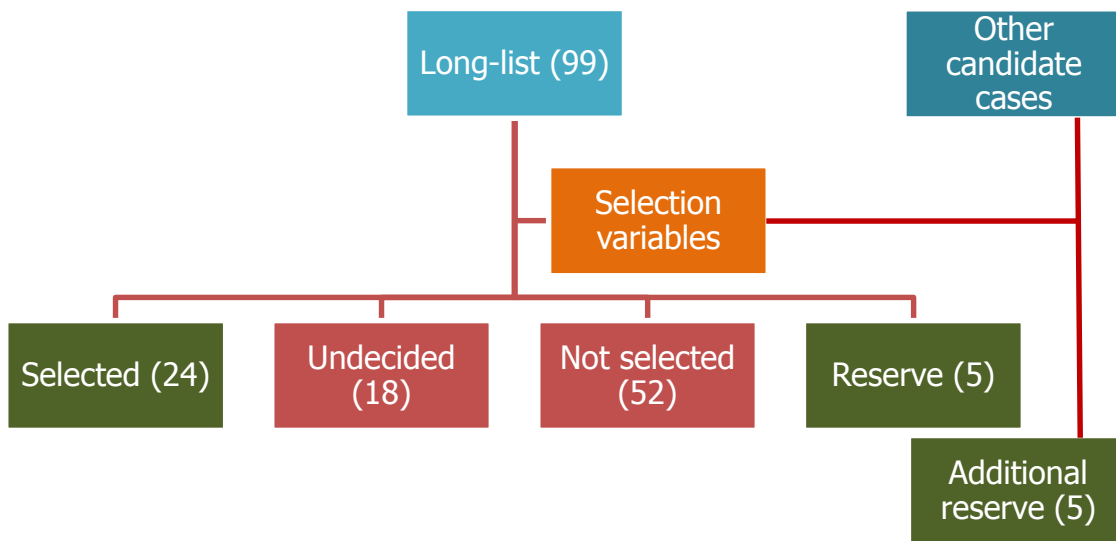 Long-list (99)
Other
candidate
cases
Selection
variables
Selected (24)
Undecided
(18)
Not selected
(52)
Reserve (5)
Additional
reserve (5)